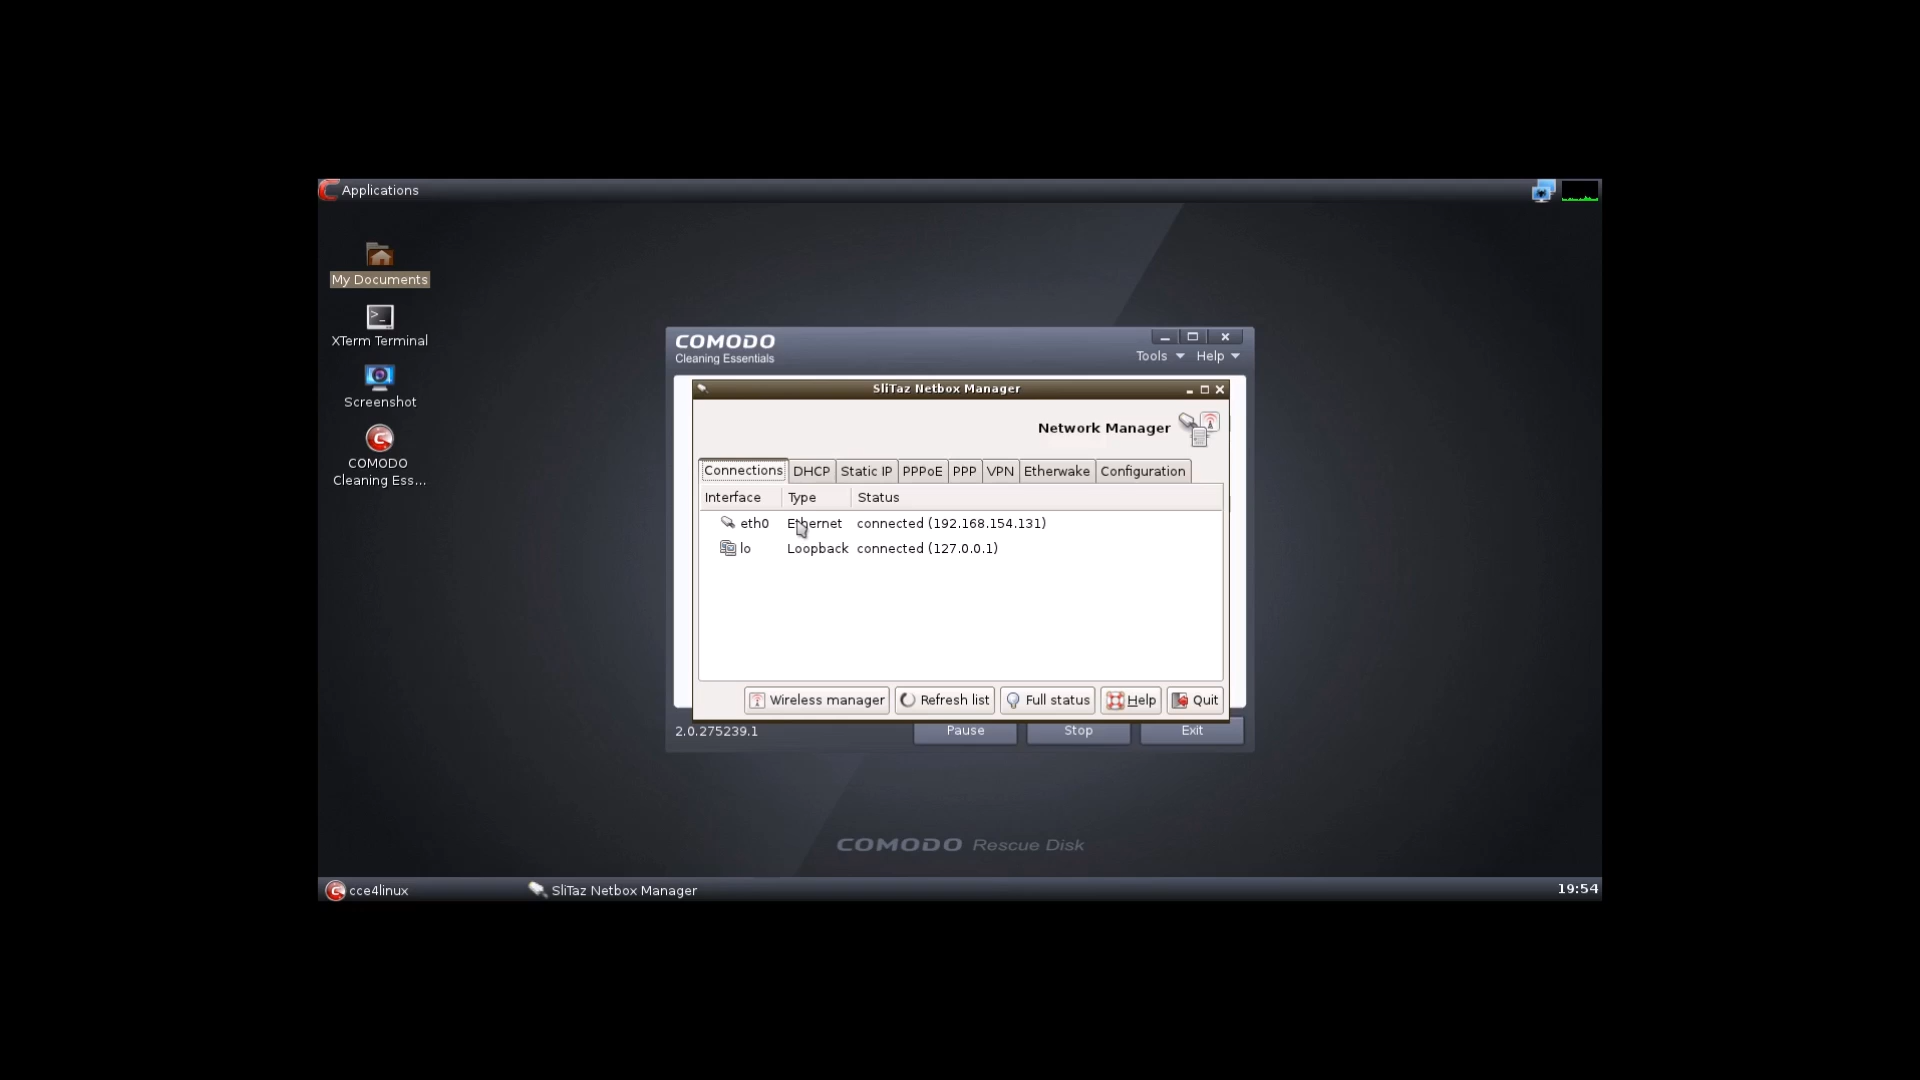 Applications
My Documents
XTerm Terminal
Screenshot
COMODO
Cleaning Ess...
COMODO
Cleaning Essentials
Tools Help
SliTaz Netbox Manager
Network Manager
Connections DHCP Static IP PPPoE PPP VPN Etherwake Configuration
Interface Type Status
eth0 Ethernet connected (192.168.154.131)
lo Loopback connected (127.0.0.1)
Wireless manager Refresh list Full status Help Quit
2.0.275239.1 Pause Stop Exit
COMODO Rescue Disk
cce4linux SliTaz Netbox Manager 19:54